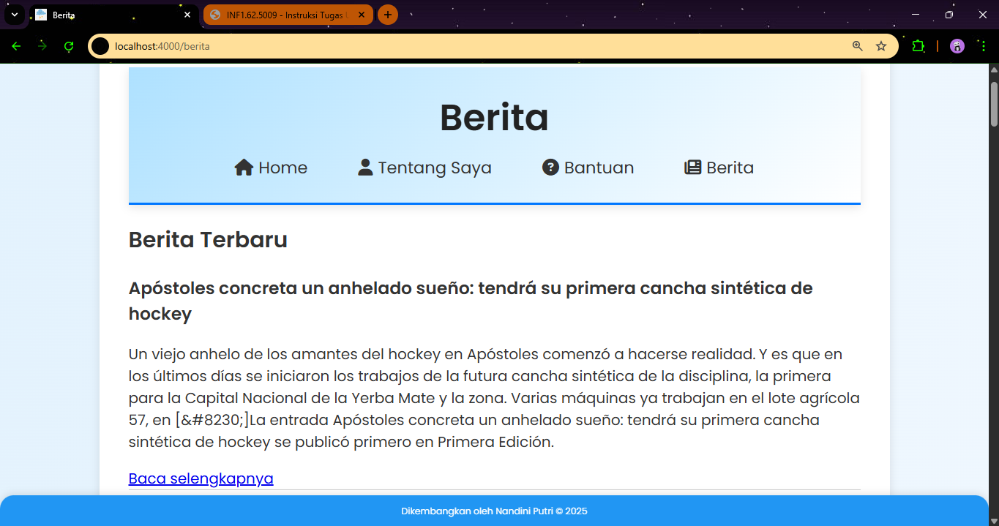 Berita
INF1.62.5009 - Instruksi Tugas
localhost:4000/berita
Berita
Home
Tentang Saya
Bantuan
Berita
Berita Terbaru
Apóstoles concreta un anhelado sueño: tendrá su primera cancha sintética de
hockey
Un viejo anhelo de los amantes del hockey en Apóstoles comenzó a hacerse realidad. Y es que en
los últimos días se iniciaron los trabajos de la futura cancha sintética de la disciplina, la primera
para la Capital Nacional de la Yerba Mate y la zona. Varias máquinas ya trabajan en el lote agrícola
57, en [&#8230;]La entrada Apóstoles concreta un anhelado sueño: tendrá su primera cancha
sintética de hockey se publicó primero en Primera Edición.
Baca selengkapnya
Dikembangkan oleh Nandini Putri © 2025